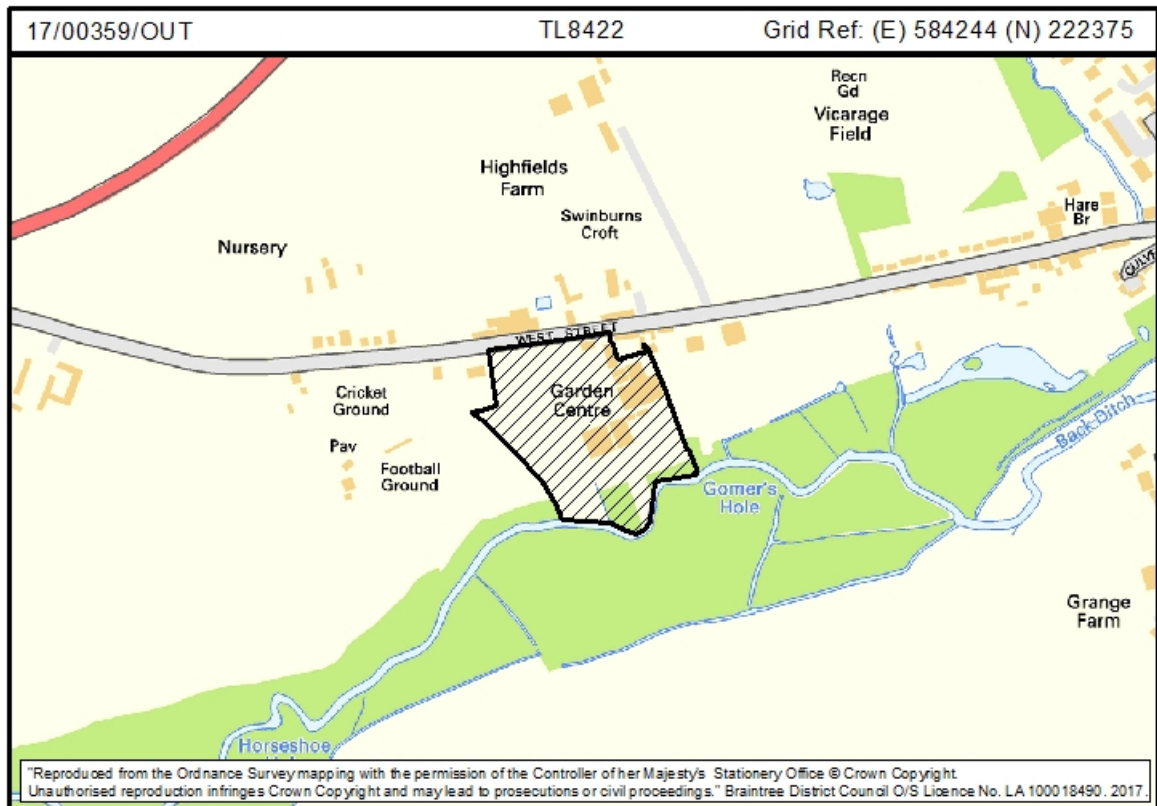 17/00359/OUT
TL8422
Grid Ref: (E) 584244 (N) 222375
Recn
Gd
Vicarage
Field
Highfields
Farm
Swinburns
Croft
Hare
Br
Nursery
WEST STREET
Garden
Centre
Cricket
Ground
Pav
Football
Ground
Back Ditch
Gomer's
Hole
Grange
Farm
Horseshoe
"Reproduced from the Ordnance Survey mapping with the permission of the Controller of her Majesty's Stationery Office © Crown Copyright.
Unauthorised reproduction infringes Crown Copyright and may lead to prosecutions or civil proceedings." Braintree District Council O/S Licence No. LA 100018490. 2017.